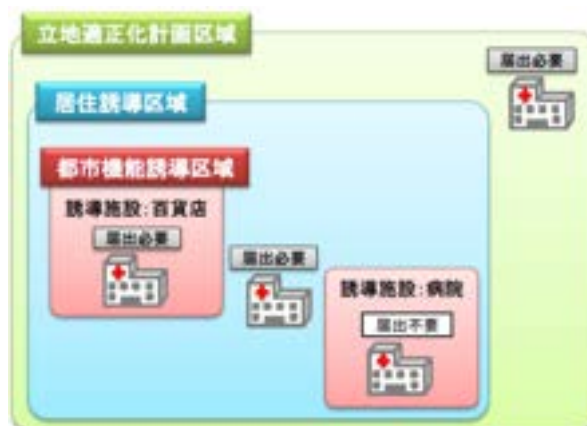 立地適正化計画区域
届出必要
居住誘導区域
都市機能誘導区域
誘導施設:百貨店
届出必要
届出必要
誘導施設:病院
届出不要